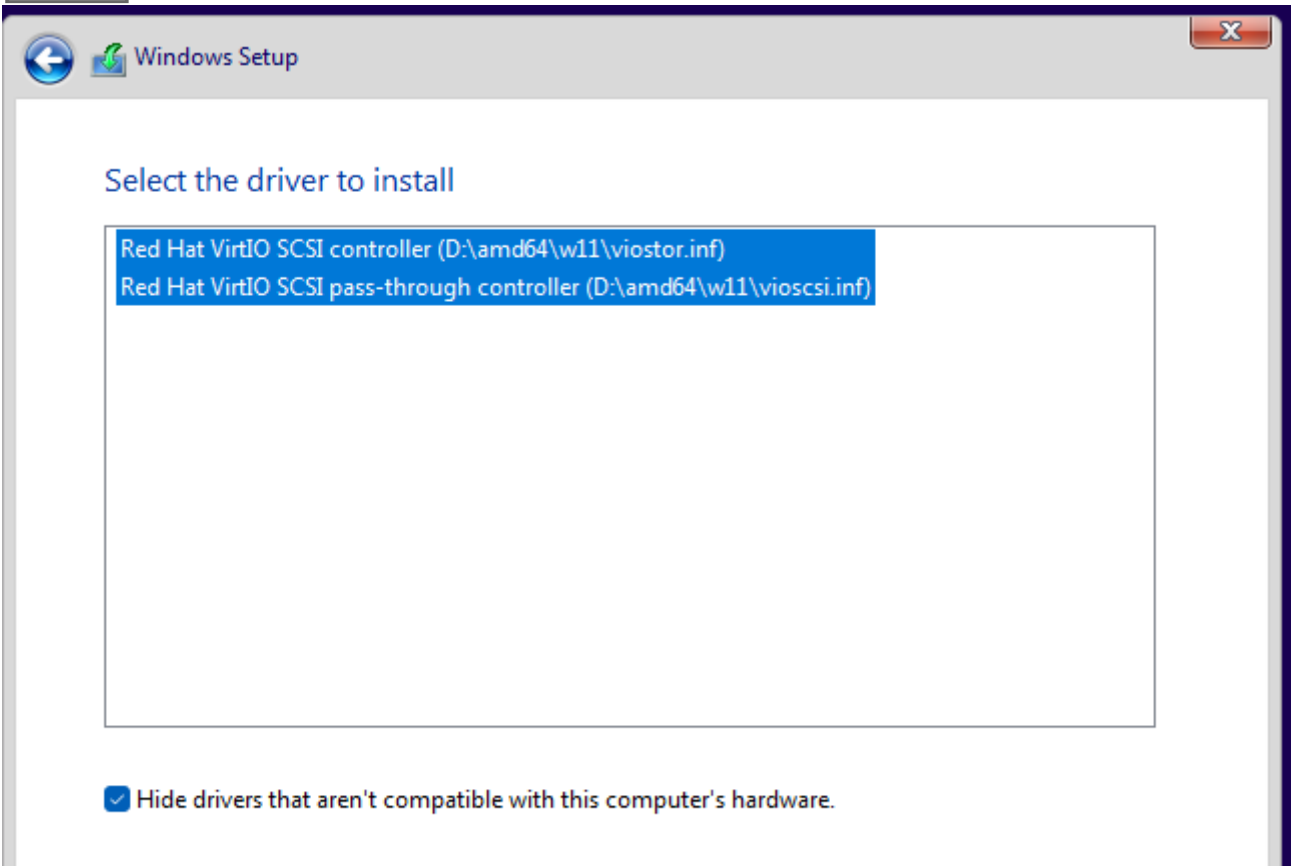 Windows Setup
Select the driver to install
Red Hat VirtIO SCSI controller (D:\amd64\w11\viostor.inf)
Red Hat VirtIO SCSI pass-through controller (D:\amd64\w11\vioscsi.inf)
Hide drivers that aren't compatible with this computer's hardware.